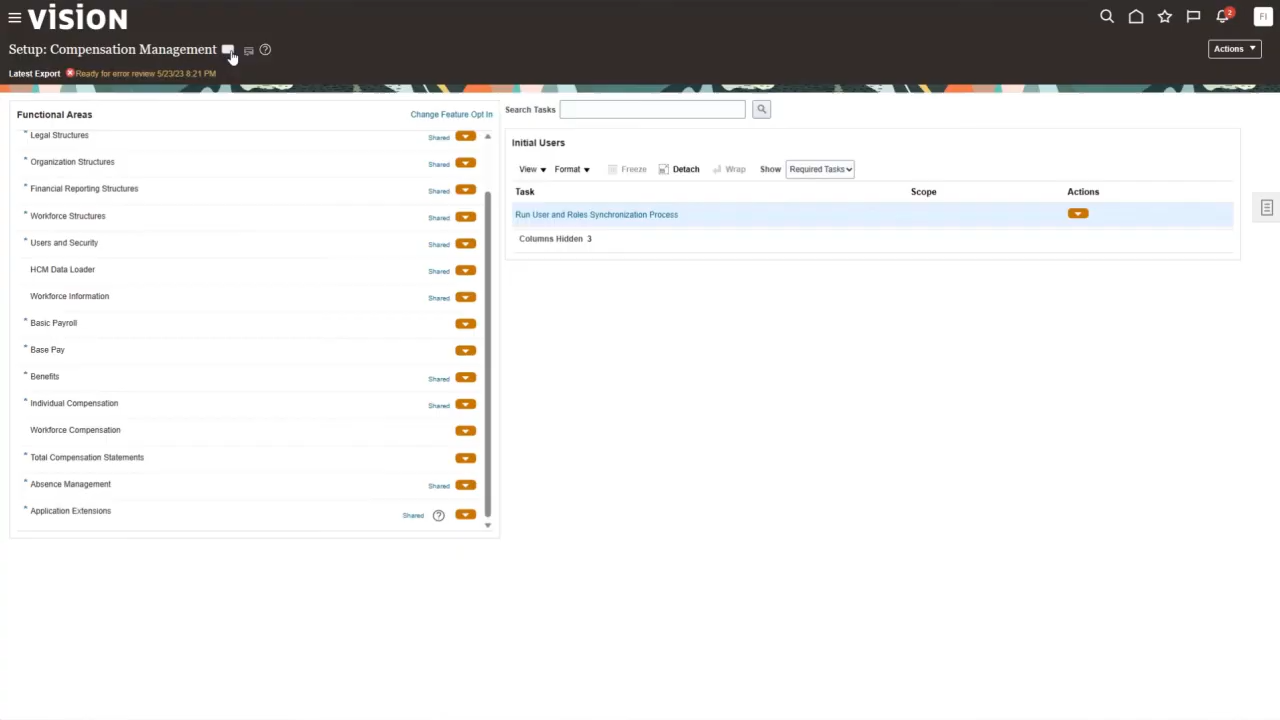 VISION
2
FI
Setup: Compensation Management
Actions
Latest Export Ready for error review 5/23/23 8:21 PM
Functional Areas
Change Feature Opt In
* Legal Structures Shared
* Organization Structures Shared
* Financial Reporting Structures Shared
* Workforce Structures Shared
* Users and Security Shared
HCM Data Loader Shared
Workforce Information Shared
* Basic Payroll
* Base Pay
* Benefits Shared
* Individual Compensation Shared
Workforce Compensation
* Total Compensation Statements
* Absence Management Shared
* Application Extensions Shared ?
Search Tasks
Initial Users
View Format Freeze Detach Wrap Show Required Tasks
Task Scope Actions
Run User and Roles Synchronization Process
Columns Hidden 3